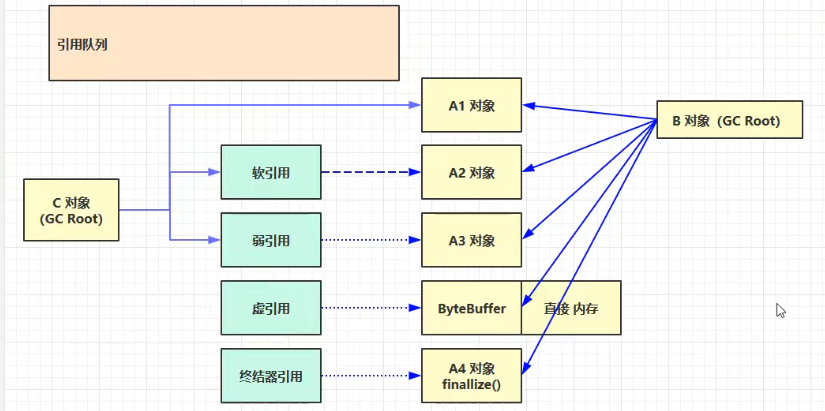 引用队列
A1 对象
B 对象（GC Root）
软引用
A2 对象
C 对象
（GC Root）
弱引用
A3 对象
虚引用
ByteBuffer
直接 内存
终结器引用
A4 对象
finallize()